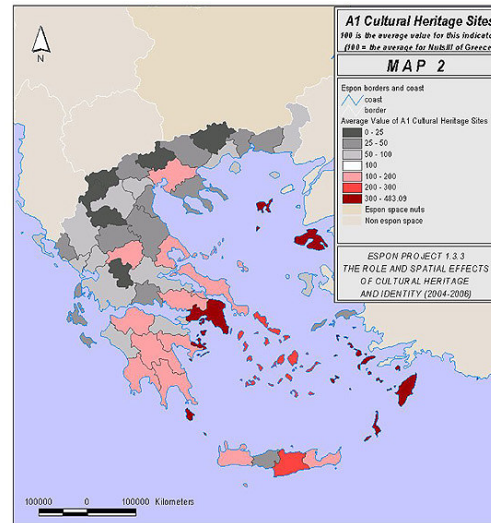 A1 Cultural Heritage Sites
100 is the average value for this indicato
(100 = the average for NutsIII of Greece
MAP 2
Espon borders and coast
coast
border
Average Value of A1 Cultural Heritage Sites
0 - 25
25 - 50
50 - 100
100
100 - 200
200 - 300
300 - 483.09
Espon space nuts
Non espon space
ESPON PROJECT 1.3.3
THE ROLE AND SPATIAL EFFECTS
OF CULTURAL HERITAGE
AND IDENTITY (2004-2006)
N
100000 0 100000 Kilometers